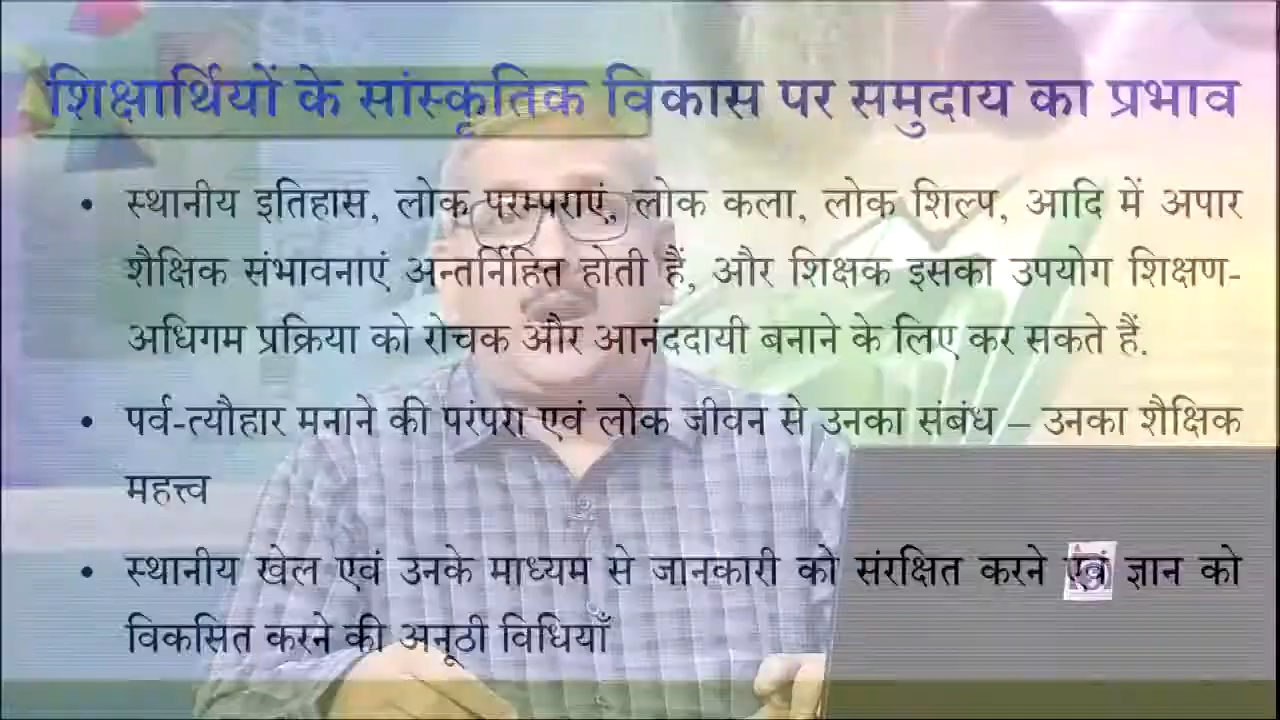 शिक्षार्थियों के सांस्कृतिक विकास पर समुदाय का प्रभाव
• स्थानीय इतिहास, लोक परम्पराएं, लोक कला, लोक शिल्प, आदि में अपार
शैक्षिक संभावनाएं अन्तर्निहित होती हैं, और शिक्षक इसका उपयोग शिक्षण-
अधिगम प्रक्रिया को रोचक और आनंददायी बनाने के लिए कर सकते हैं.
• पर्व-त्यौहार मनाने की परंपरा एवं लोक जीवन से उनका संबंध – उनका शैक्षिक
महत्त्व
• स्थानीय खेल एवं उनके माध्यम से जानकारी को संरक्षित करने एवं ज्ञान को
विकसित करने की अनूठी विधियाँ